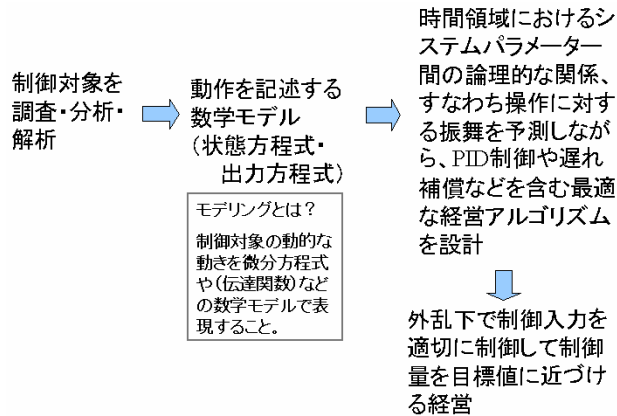 制御対象を
調査・分析・
解析
動作を記述する
数学モデル
(状態方程式・
出力方程式)
モデリングとは？
制御対象の動的な
動きを微分方程式
や(伝達関数)など
の数学モデルで表
現すること。
時間領域におけるシ
ステムパラメーター
間の論理的な関係、
すなわち操作に対す
る振舞を予測しなが
ら、PID制御や遅れ
補償などを含む最適
な経営アルゴリズム
を設計
外乱下で制御入力を
適切に制御して制御
量を目標値に近づけ
る経営